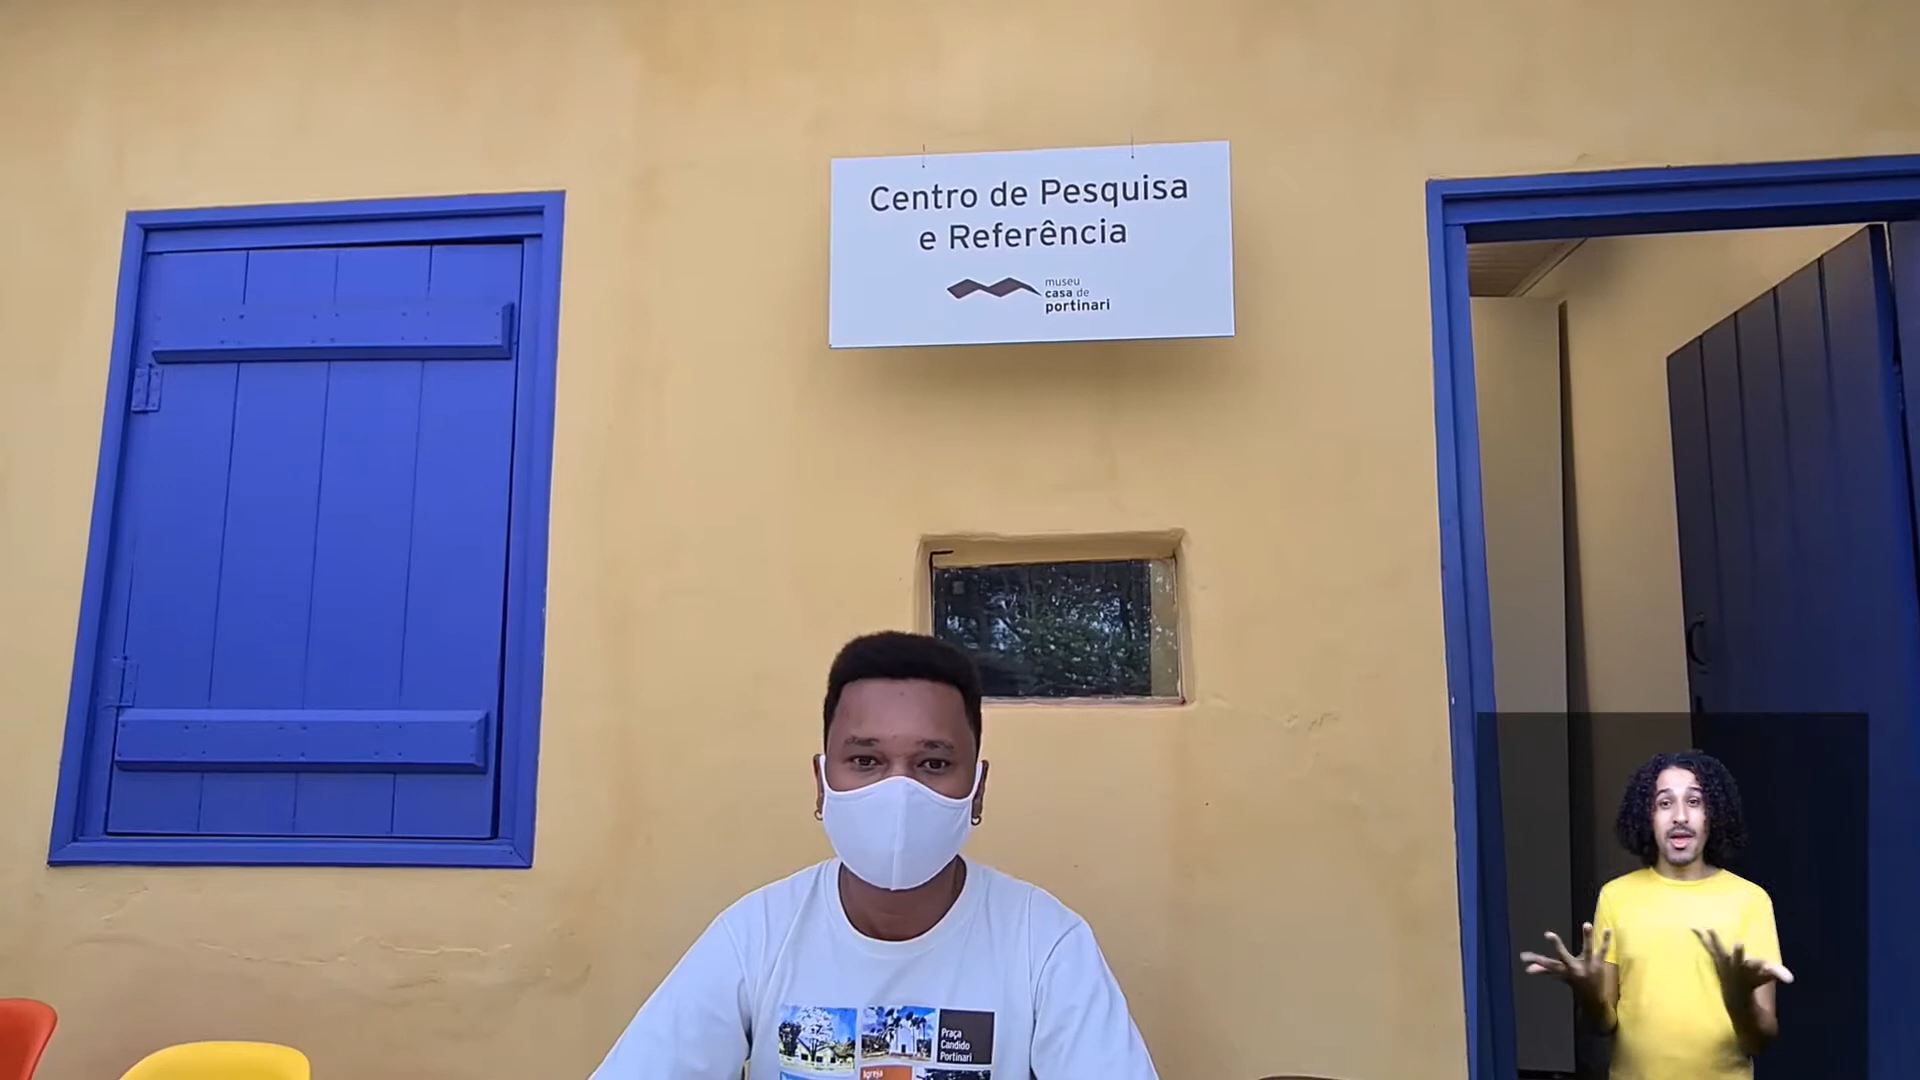 Centro de Pesquisa
e Referência
museu
casa de
portinari
Praça
Candido
Portinari
Igreja